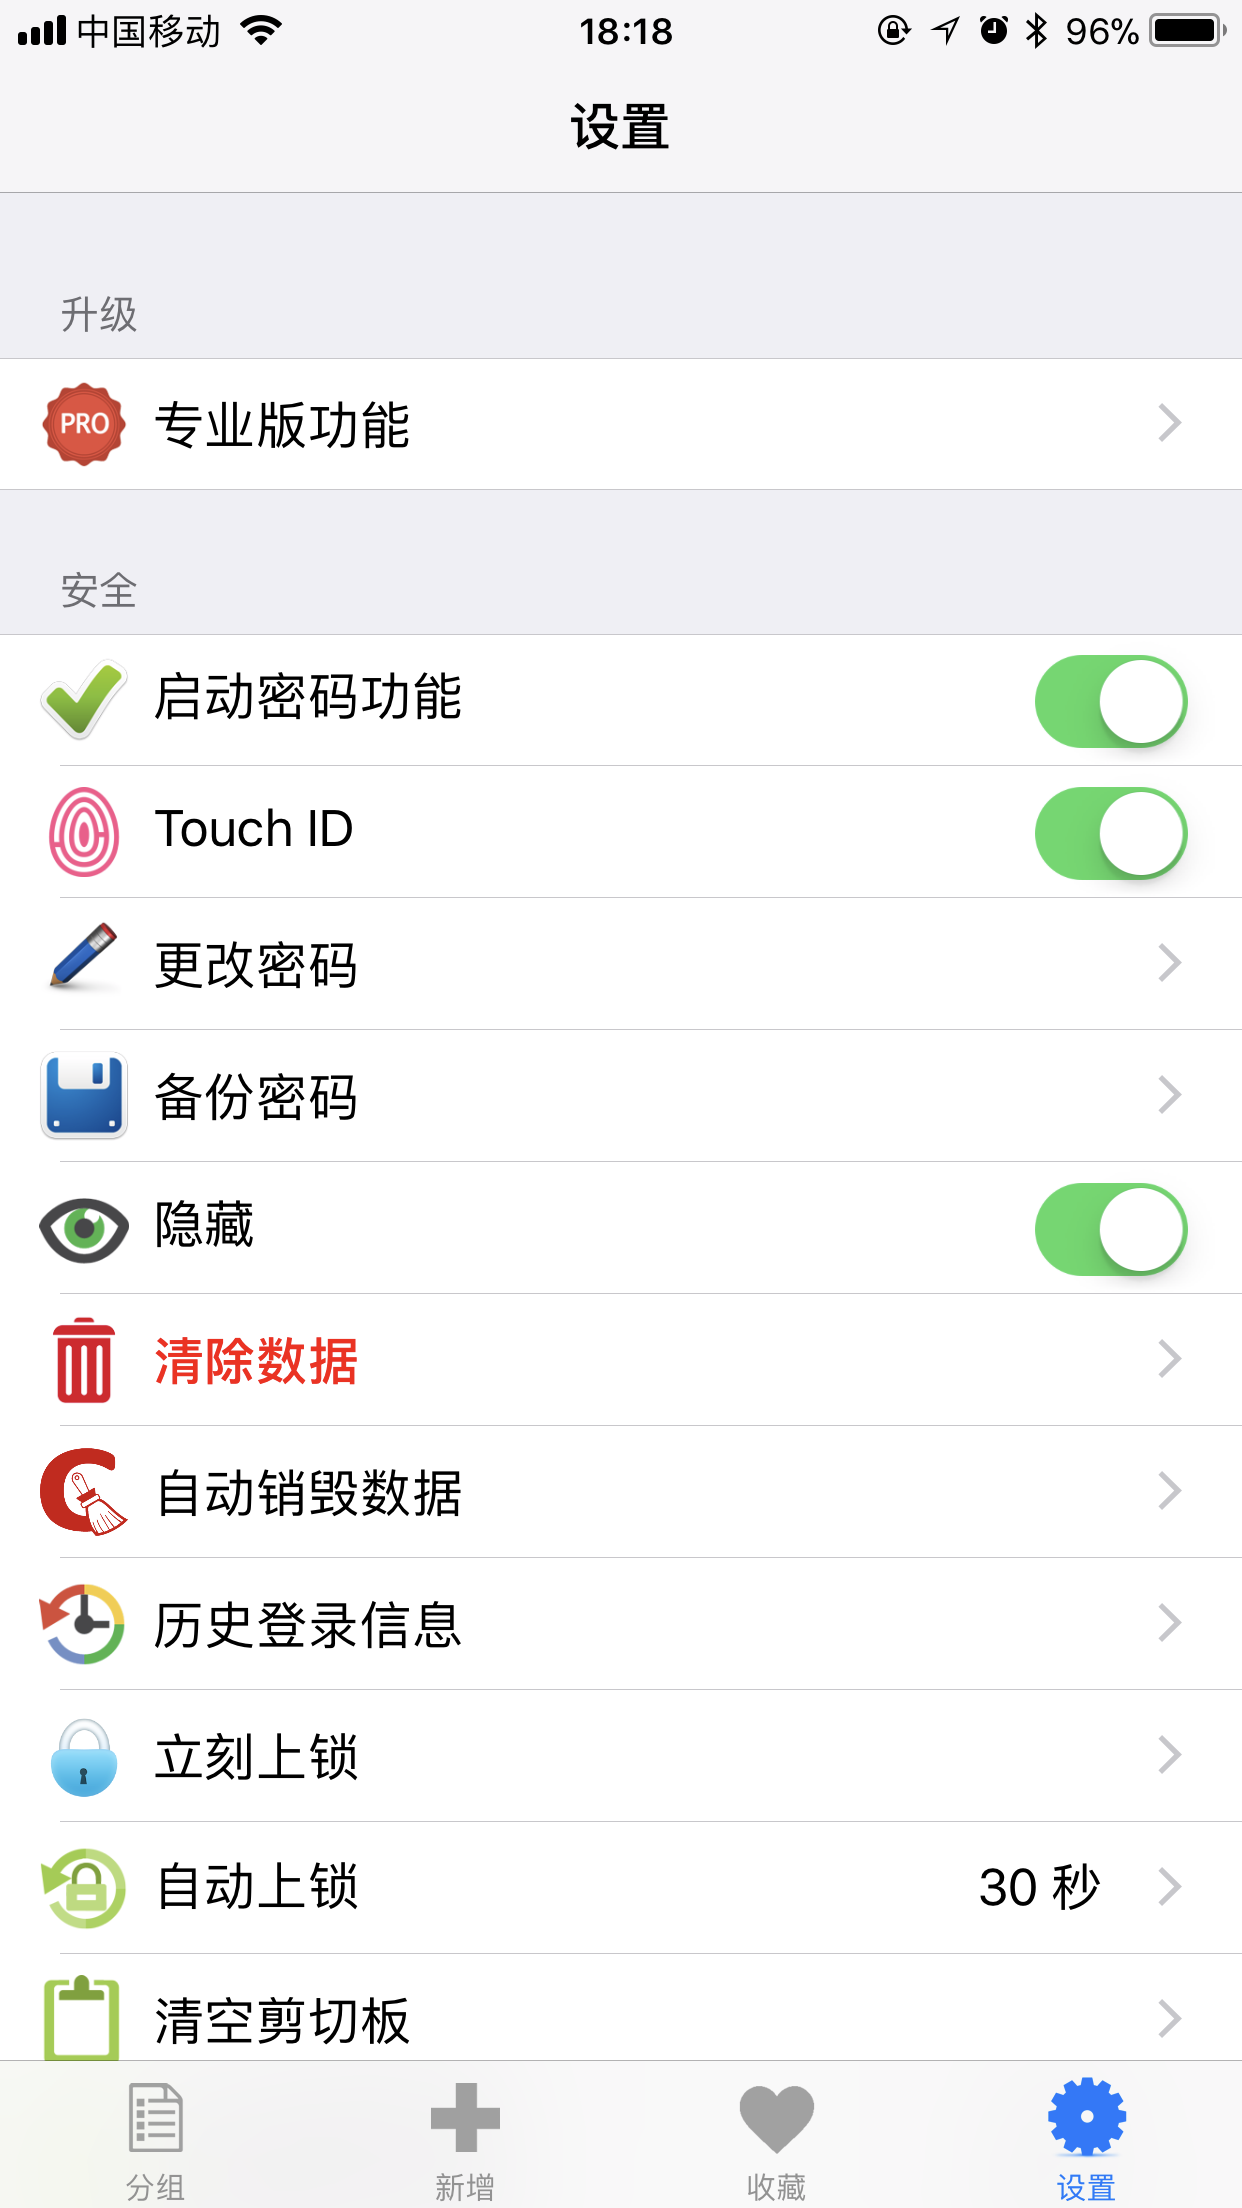 中国移动 18:18 96%
设置
升级
PRO 专业版功能
安全
启动密码功能
Touch ID
更改密码
备份密码
隐藏
清除数据
自动销毁数据
历史登录信息
立刻上锁
自动上锁 30 秒
清空剪切板
分组 新增 收藏 设置